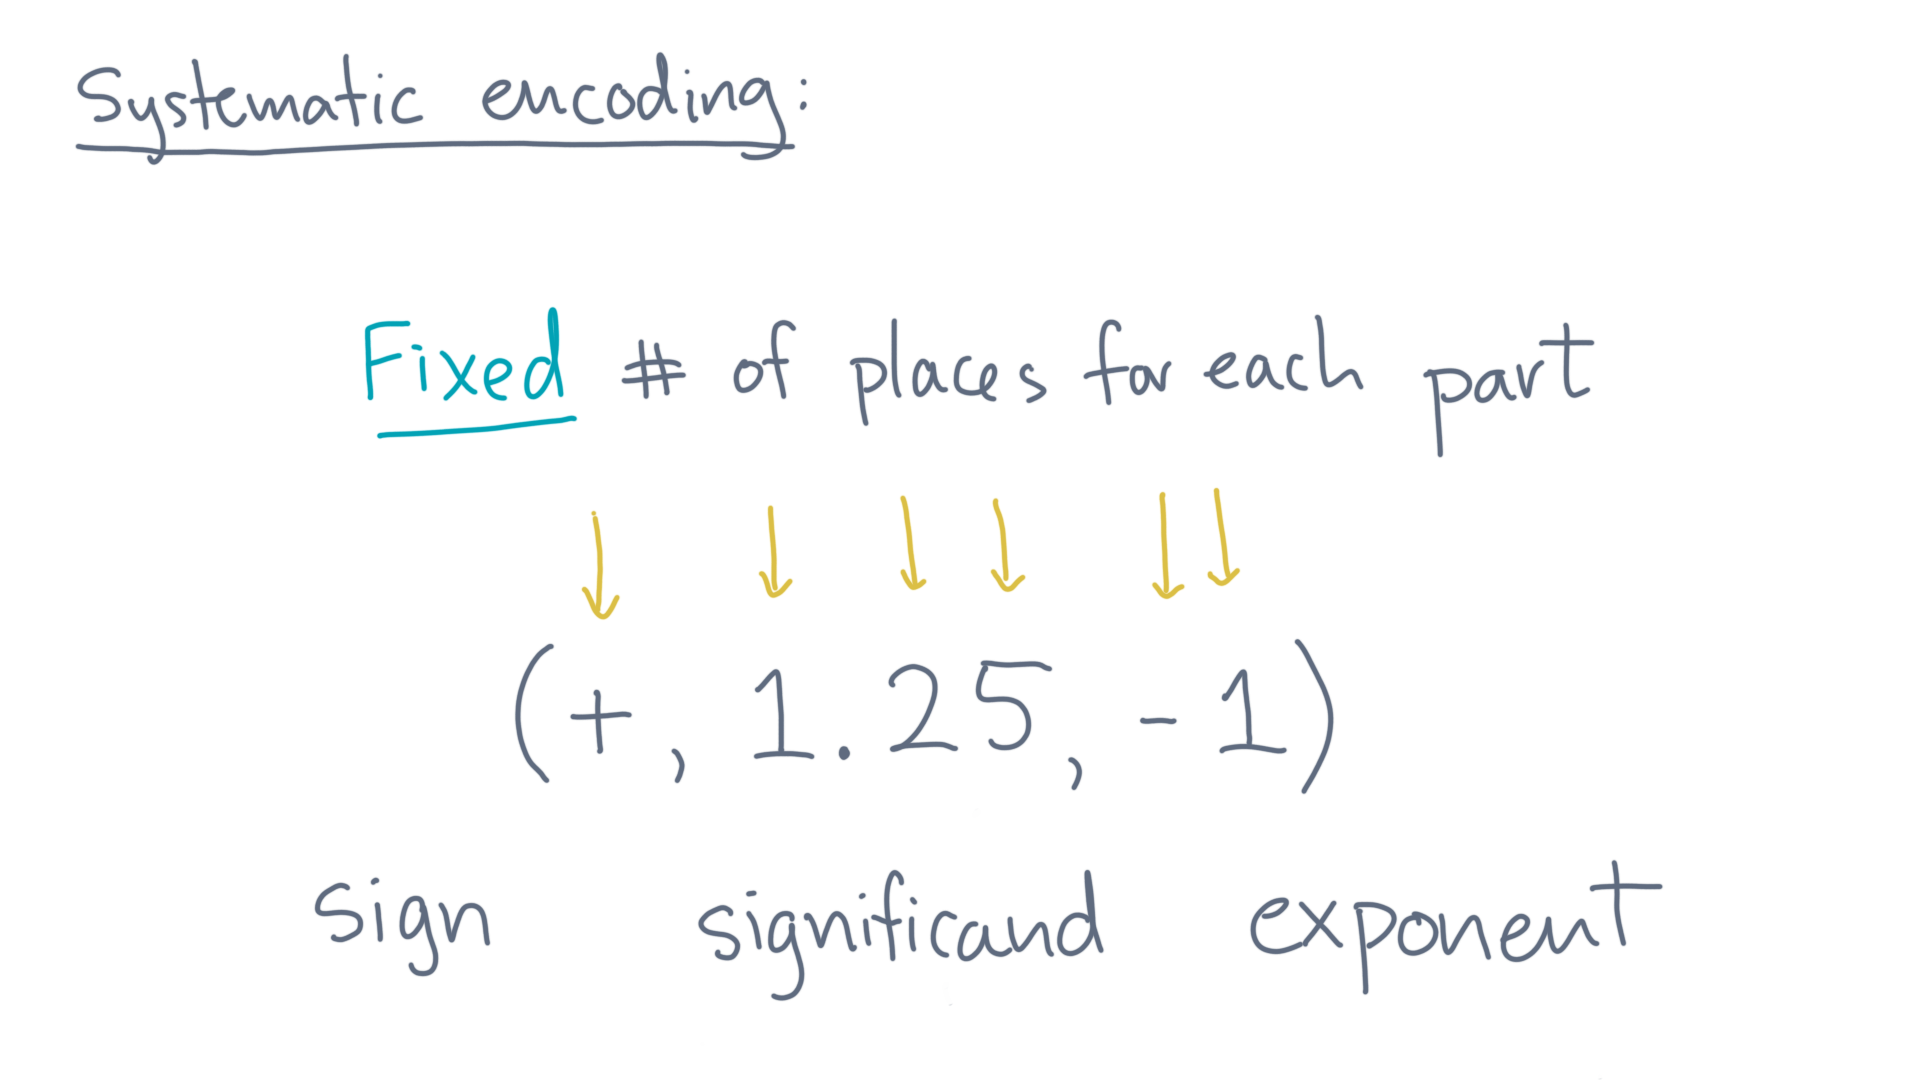 Systematic encoding:
Fixed # of places for each part
(+, 1.25, -1)
sign significand exponent